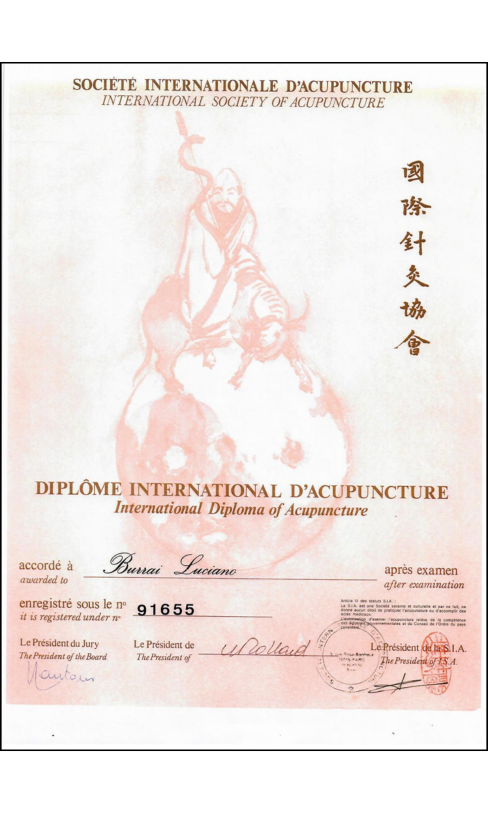 SOCIÉTÉ INTERNATIONALE D'ACUPUNCTURE
INTERNATIONAL SOCIETY OF ACUPUNCTURE
國際針灸協會
DIPLÔME INTERNATIONAL D'ACUPUNCTURE
International Diploma of Acupuncture
accordé à Burrai Luciano après examen
awarded to after examination
enregistré sous le nº 91655
it is registered under nº
Le Président du Jury Le Président de Le Président de la S.I.A.
The President of the Board The President of The President of I.S.A.